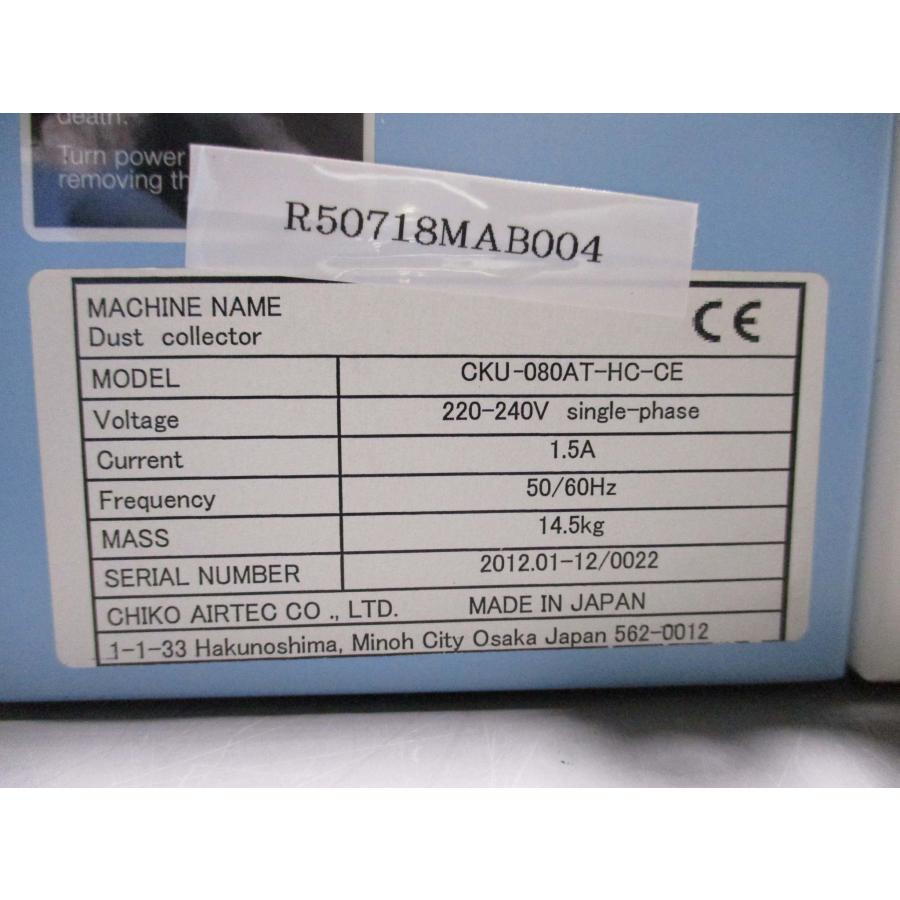 death.
Turn power
removing th
R50718MAB004
MACHINE NAME
Dust collector
CE
MODEL CKU-080AT-HC-CE
Voltage 220-240V single-phase
Current 1.5A
Frequency 50/60Hz
MASS 14.5kg
SERIAL NUMBER 2012.01-12/0022
CHIKO AIRTEC CO ., LTD. MADE IN JAPAN
1-1-33 Hakunoshima, Minoh City Osaka Japan 562-0012